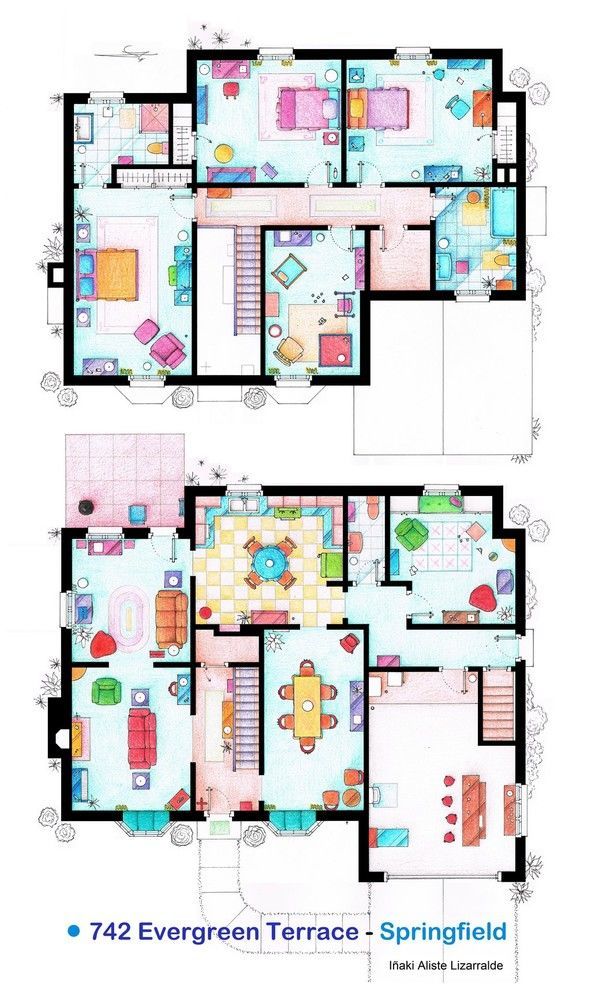 • 742 Evergreen Terrace - Springfield
Iñaki Aliste Lizarralde